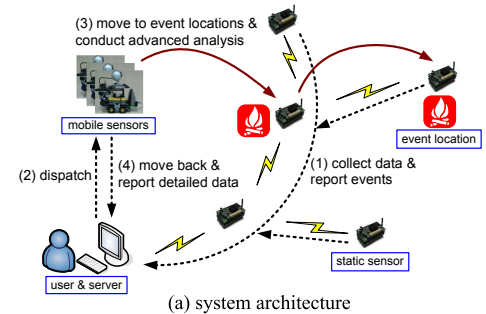 (3) move to event locations &
conduct advanced analysis
mobile sensors
event location
(2) dispatch
(4) move back &
report detailed data
(1) collect data &
report events
static sensor
user & server
(a) system architecture